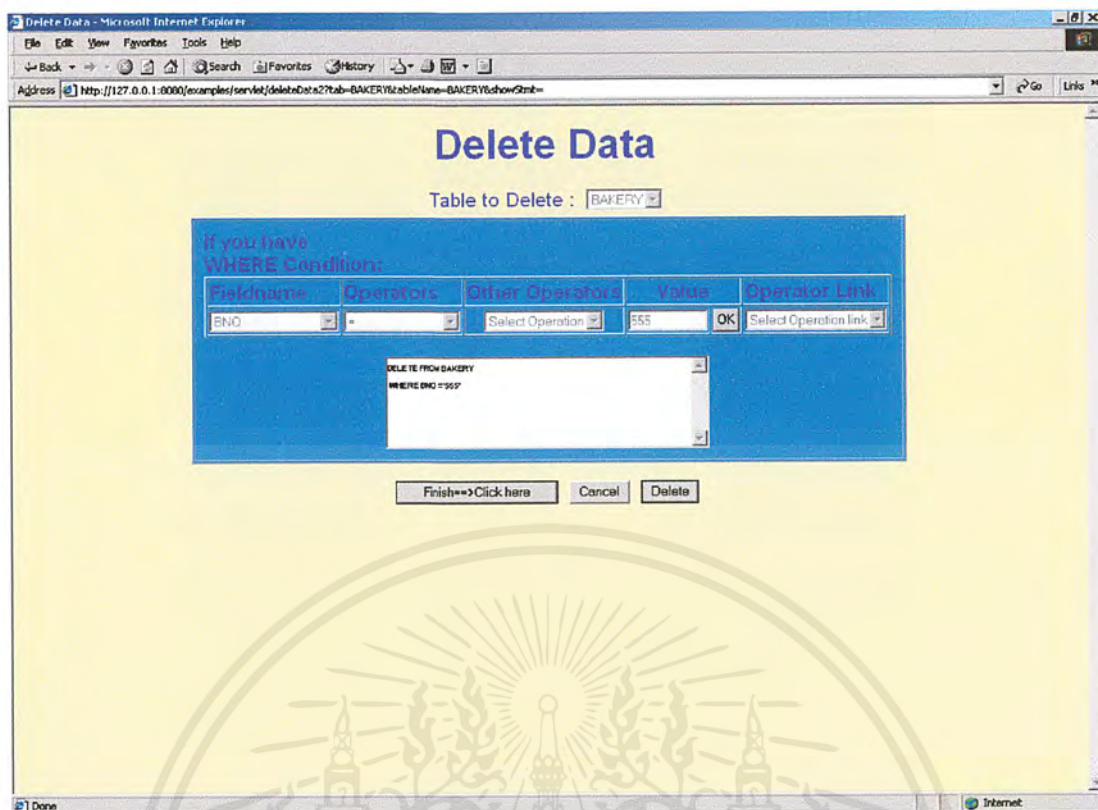 Delete Data - Microsoft Internet Explorer
File Edit View Favorites Tools Help
Back Search Favorites History
Address http://127.0.0.1:8080/examples/servlet/deleteData2?tab=BAKERY&tableName=BAKERY&showStmt= Go Links »
Delete Data
Table to Delete : BAKERY
If you have
WHERE Condition:
Fieldname Operators Other Operators Value Operator Link
BNO = Select Operation 555 OK Select Operation link
DELETE FROM BAKERY
WHERE BNO ='555'
Finish==>Click here Cancel Delete
Done Internet